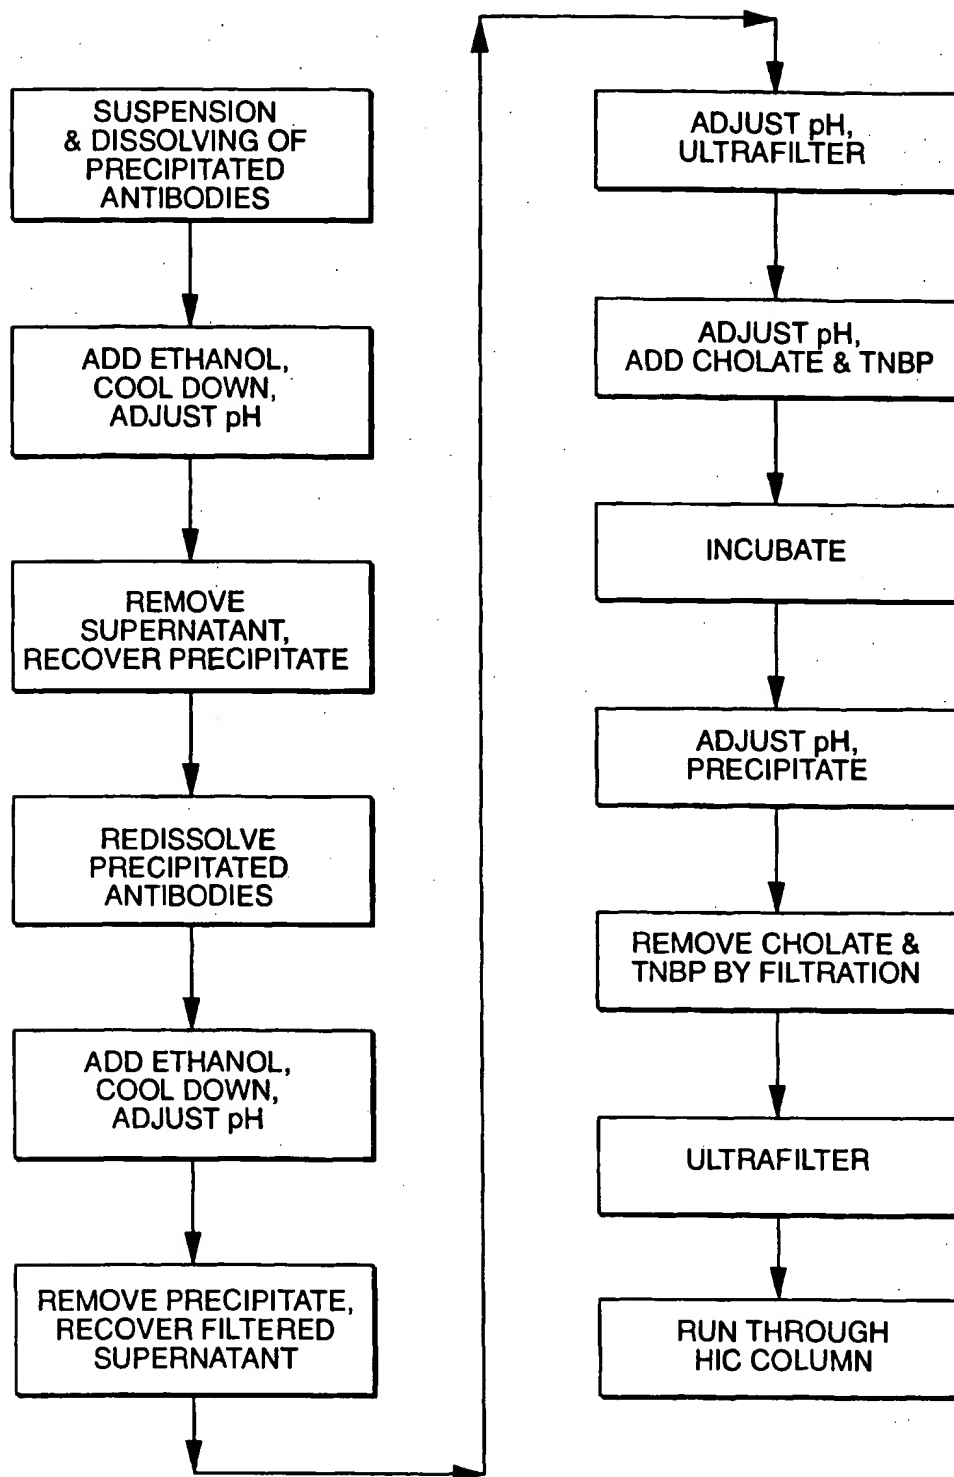 SUSPENSION
& DISSOLVING OF
PRECIPITATED
ANTIBODIES
ADD ETHANOL,
COOL DOWN,
ADJUST pH
REMOVE
SUPERNATANT,
RECOVER PRECIPITATE
REDISSOLVE
PRECIPITATED
ANTIBODIES
ADD ETHANOL,
COOL DOWN,
ADJUST pH
REMOVE PRECIPITATE,
RECOVER FILTERED
SUPERNATANT
ADJUST pH,
ULTRAFILTER
ADJUST pH,
ADD CHOLATE & TNBP
INCUBATE
ADJUST pH,
PRECIPITATE
REMOVE CHOLATE &
TNBP BY FILTRATION
ULTRAFILTER
RUN THROUGH
HIC COLUMN